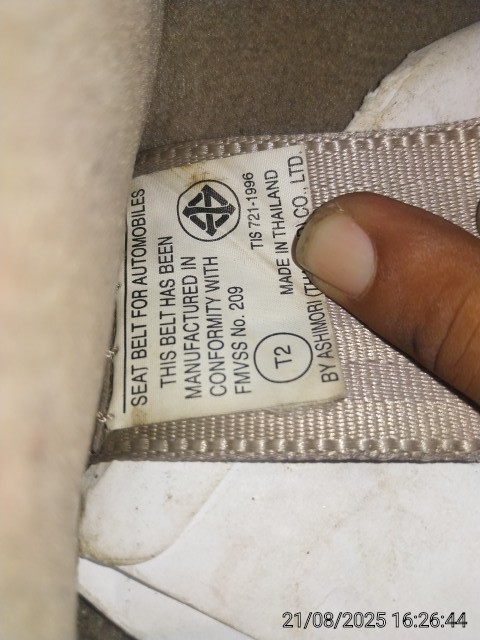 SEAT BELT FOR AUTOMOBILES
THIS BELT HAS BEEN
MANUFACTURED IN
CONFORMITY WITH
FMVSS No. 209
TIS 721-1996
T2
MADE IN THAILAND
BY ASHIMORI CO., LTD.
21/08/2025 16:26:44